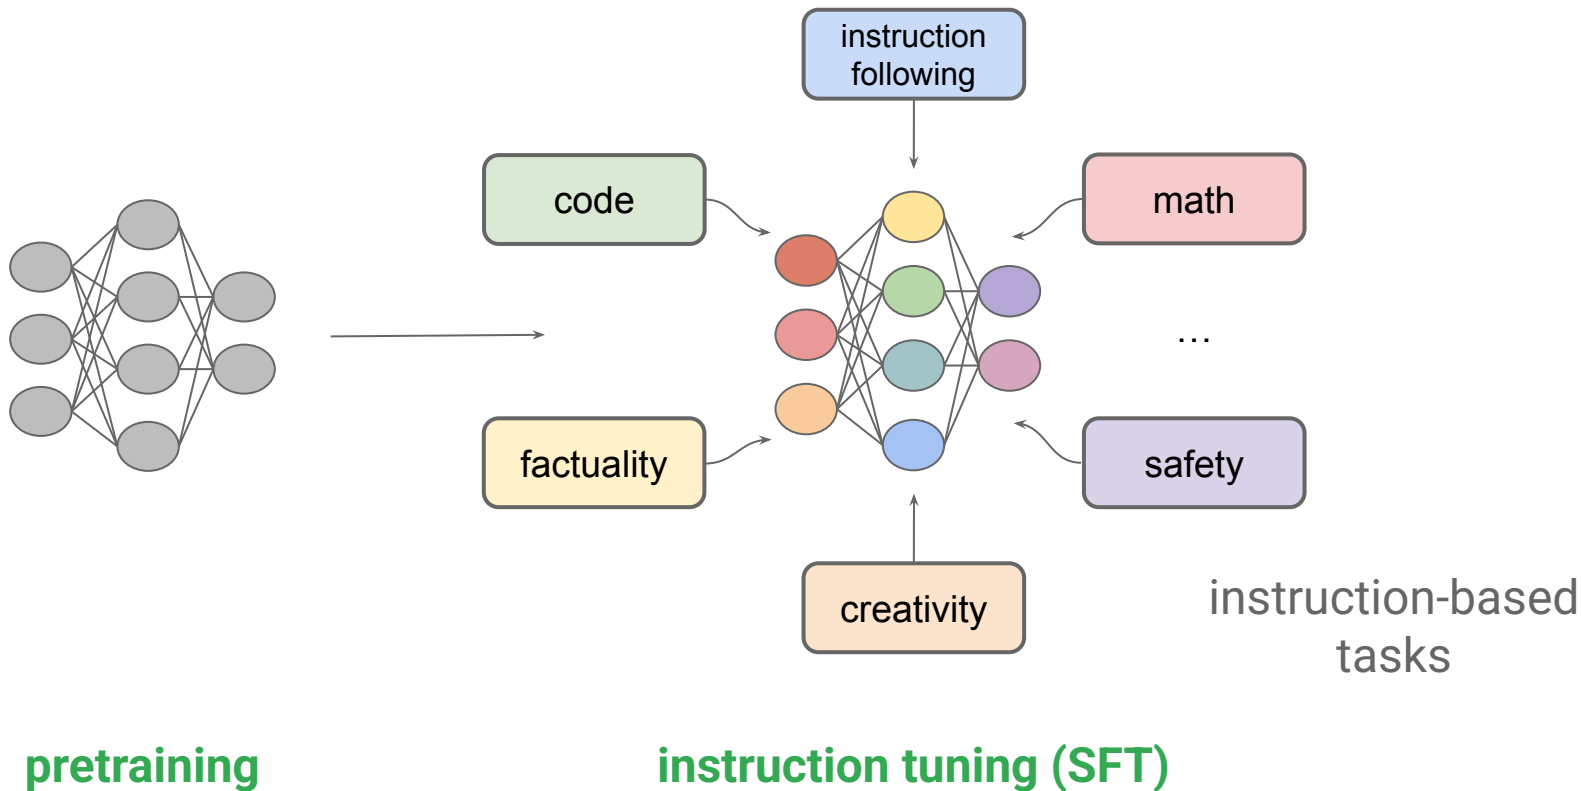 instruction
following
code
math
…
factuality
safety
creativity
instruction-based
tasks
pretraining
instruction tuning (SFT)